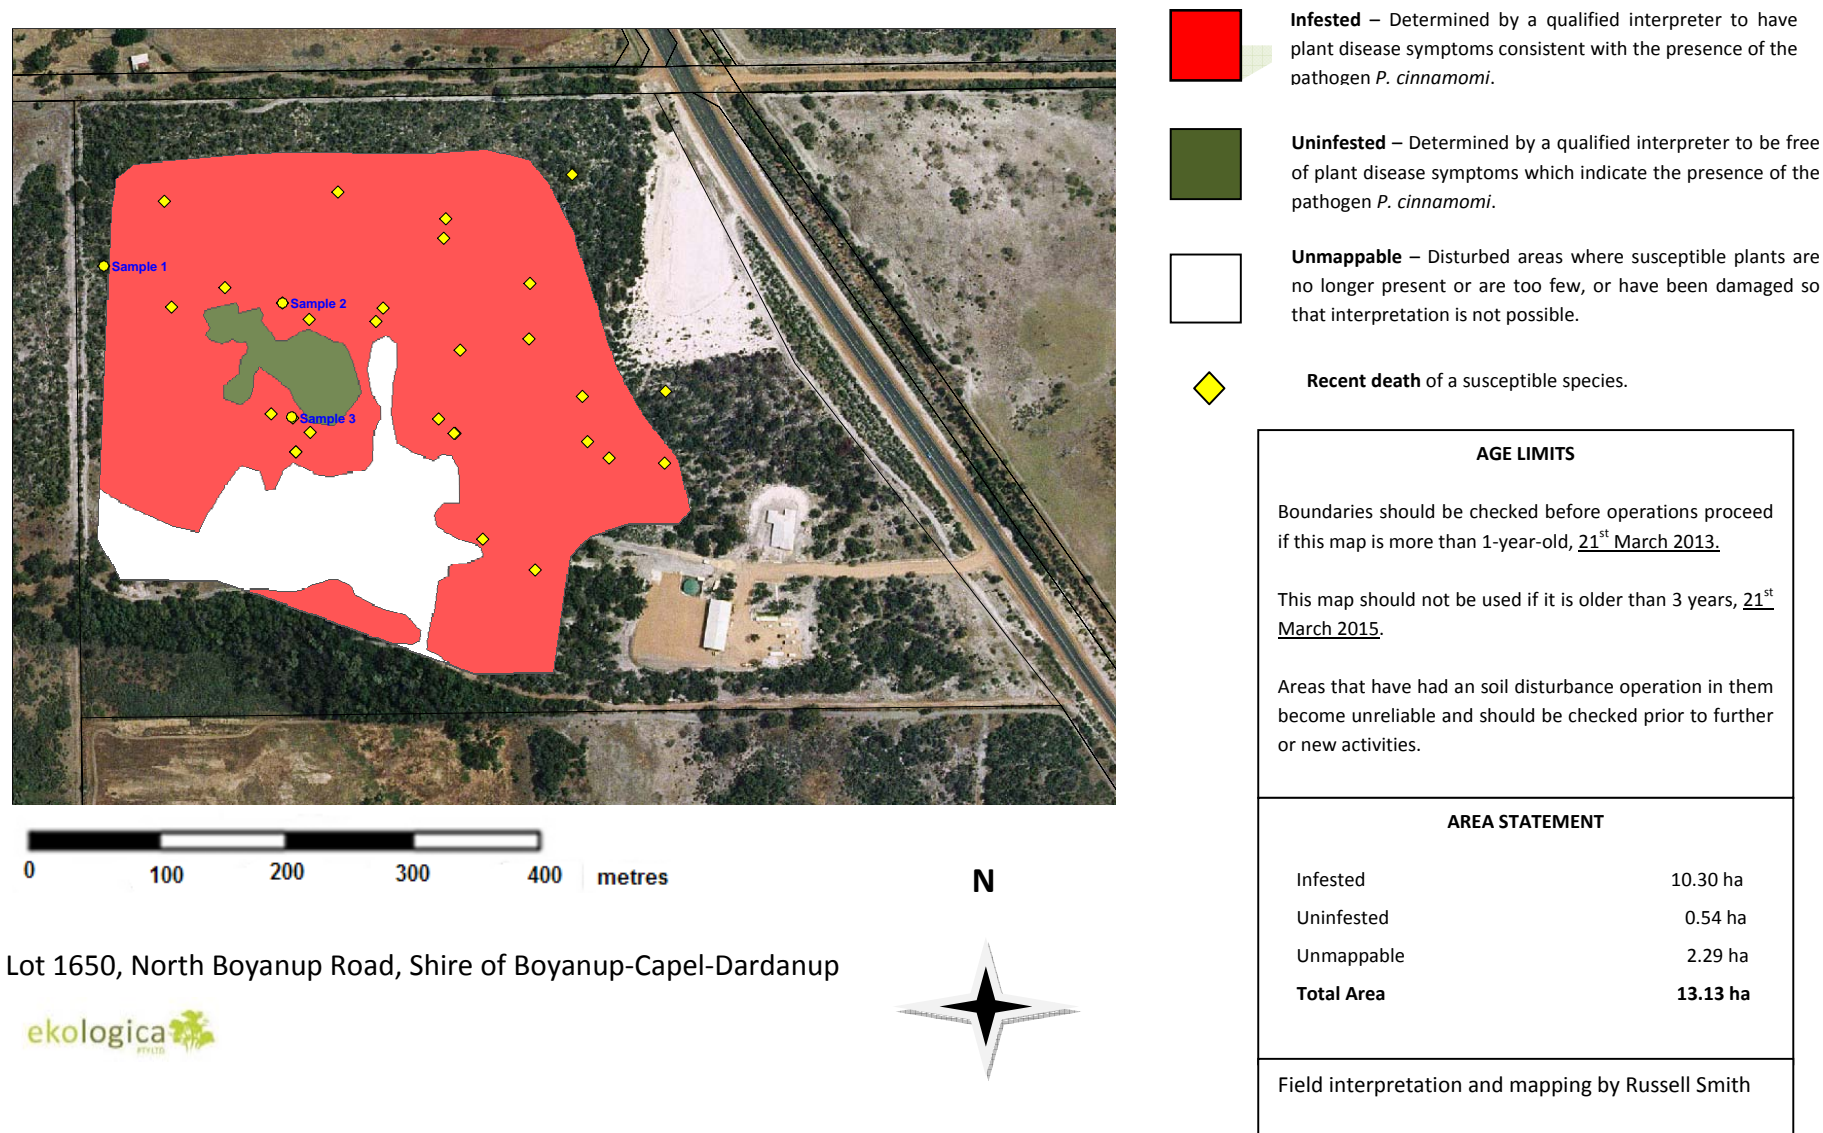 Infested – Determined by a qualified interpreter to have
plant disease symptoms consistent with the presence of the
pathogen P. cinnamomi.
Uninfested – Determined by a qualified interpreter to be free
of plant disease symptoms which indicate the presence of the
pathogen P. cinnamomi.
Unmappable – Disturbed areas where susceptible plants are
no longer present or are too few, or have been damaged so
that interpretation is not possible.
Recent death of a susceptible species.
Sample 1
Sample 2
Sample 3
AGE LIMITS
Boundaries should be checked before operations proceed
if this map is more than 1-year-old, 21st March 2013.
This map should not be used if it is older than 3 years, 21st
March 2015.
Areas that have had an soil disturbance operation in them
become unreliable and should be checked prior to further
or new activities.
AREA STATEMENT
Infested 10.30 ha
Uninfested 0.54 ha
Unmappable 2.29 ha
Total Area 13.13 ha
Field interpretation and mapping by Russell Smith
0 100 200 300 400 metres
N
Lot 1650, North Boyanup Road, Shire of Boyanup-Capel-Dardanup
ekologica
PTY LTD